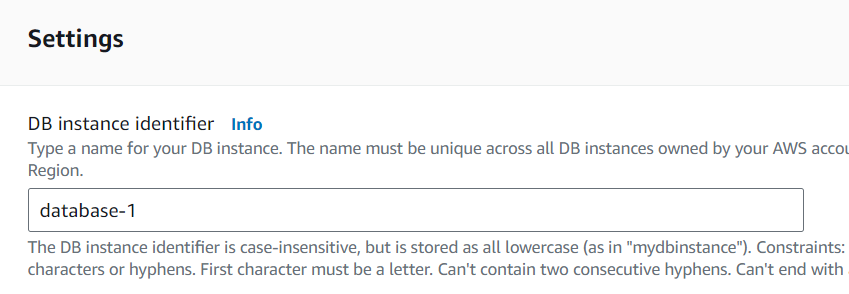 Settings
DB instance identifier Info
Type a name for your DB instance. The name must be unique across all DB instances owned by your AWS
Region.
database-1
The DB instance identifier is case-insensitive, but is stored as all lowercase (as in "mydbinstance"). Constraints:
characters or hyphens. First character must be a letter. Can't contain two consecutive hyphens. Can't end with